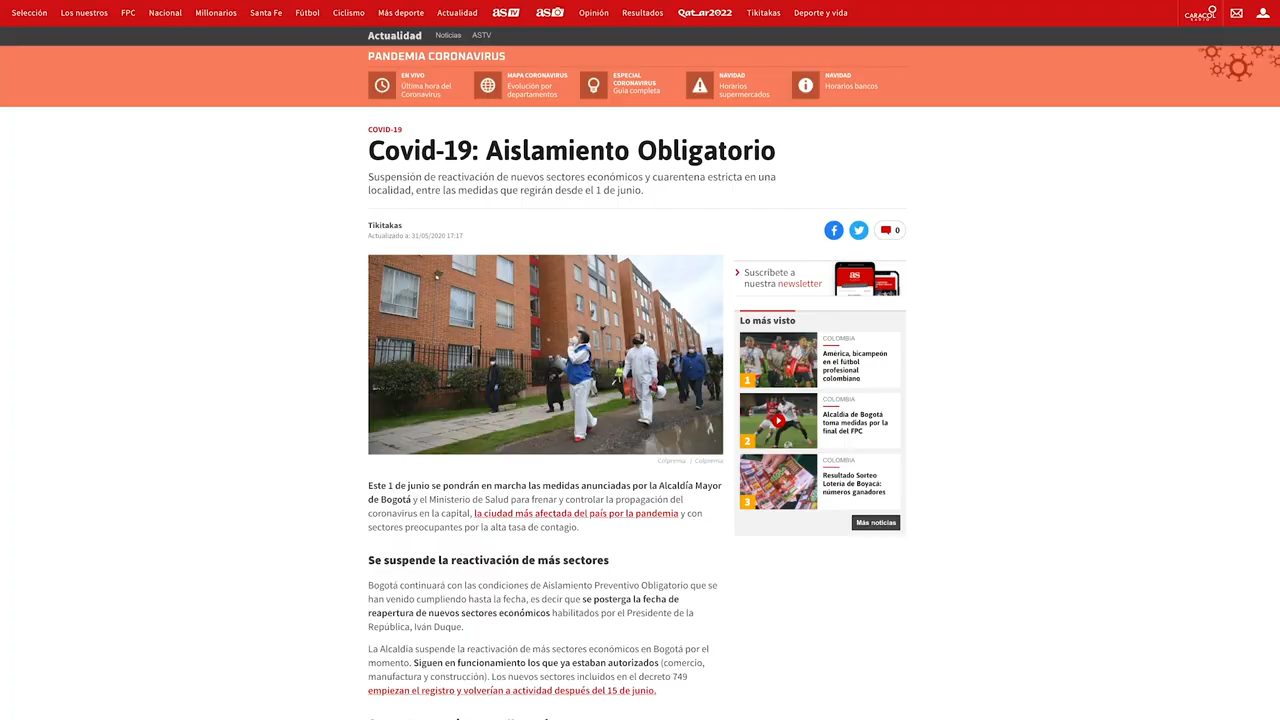 Selección Los nuestros FPC Nacional Millonarios Santa Fe Fútbol Ciclismo Más deporte Actualidad as TV as Opinión Resultados Qat_ar2022 Tikitakas Deporte y vida CARACOL RADIO
Actualidad Noticias ASTV
PANDEMIA CORONAVIRUS
EN VIVO
Última hora del
Coronavirus
MAPA CORONAVIRUS
Evolución por
departamentos
ESPECIAL
CORONAVIRUS
Guía completa
NAVIDAD
Horarios
supermercados
NAVIDAD
Horarios bancos
COVID-19
Covid-19: Aislamiento Obligatorio
Suspensión de reactivación de nuevos sectores económicos y cuarentena estricta en una
localidad, entre las medidas que regirán desde el 1 de junio.
Tikitakas
Actualizado a: 31/05/2020 17:17
0
Colprensa / Colprensa
Este 1 de junio se pondrán en marcha las medidas anunciadas por la Alcaldía Mayor
de Bogotá y el Ministerio de Salud para frenar y controlar la propagación del
coronavirus en la capital, la ciudad más afectada del país por la pandemia y con
sectores preocupantes por la alta tasa de contagio.
Se suspende la reactivación de más sectores
Bogotá continuará con las condiciones de Aislamiento Preventivo Obligatorio que se
han venido cumpliendo hasta la fecha, es decir que se posterga la fecha de
reapertura de nuevos sectores económicos habilitados por el Presidente de la
República, Iván Duque.
La Alcaldía suspende la reactivación de más sectores económicos en Bogotá por el
momento. Siguen en funcionamiento los que ya estaban autorizados (comercio,
manufactura y construcción). Los nuevos sectores incluidos en el decreto 749
empiezan el registro y volverían a actividad después del 15 de junio.
Suscríbete a
nuestra newsletter
as
Lo más visto
1
COLOMBIA
América, bicampeón
en el fútbol
profesional
colombiano
2
COLOMBIA
Alcaldía de Bogotá
toma medidas por la
final del FPC
3
COLOMBIA
Resultado Sorteo
Lotería de Boyacá:
números ganadores
Más noticias